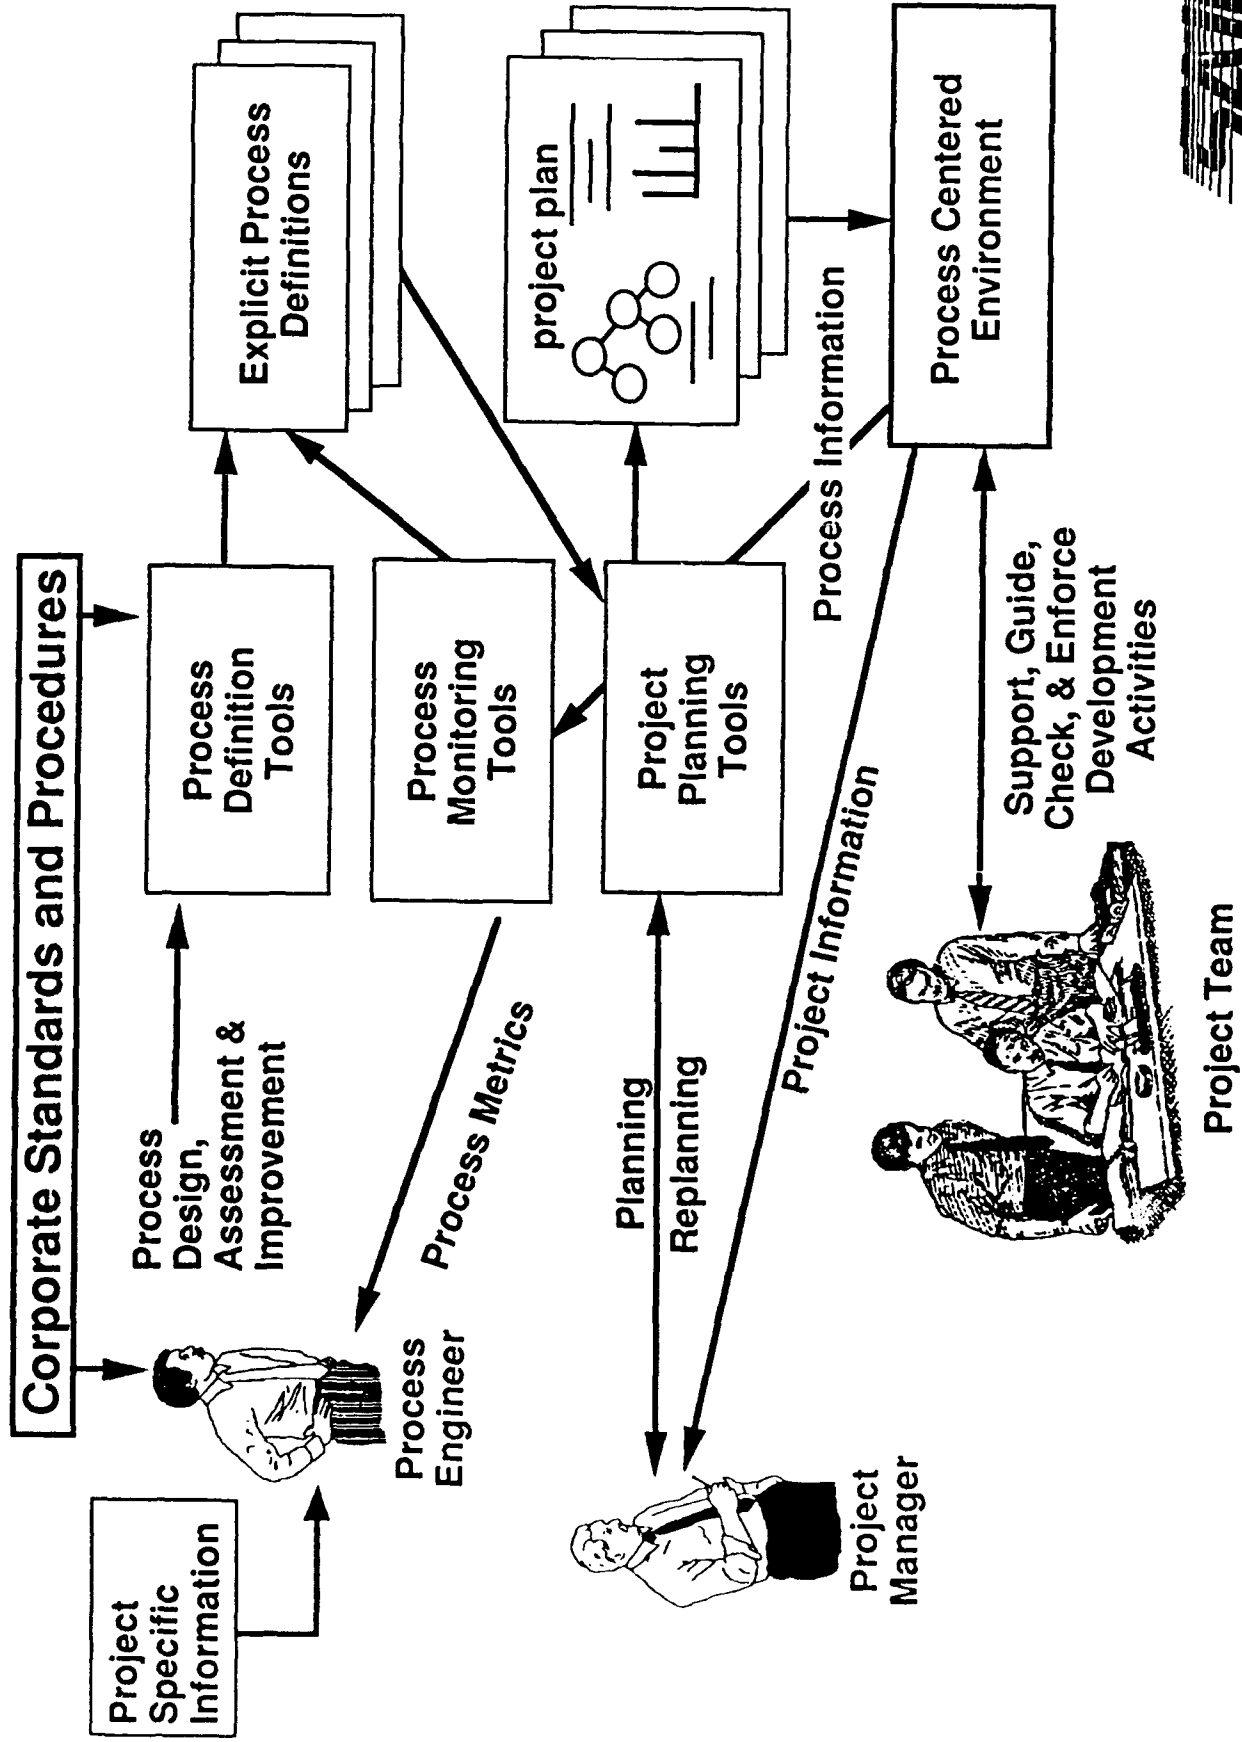 Corporate Standards and Procedures
Project
Specific
Information
Process
Engineer
Process
Design,
Assessment &
Improvement
Process Metrics
Process
Definition
Tools
Process
Monitoring
Tools
Explicit Process
Definitions
Project
Manager
Planning
Replanning
Project
Planning
Tools
project plan
Project Information
Process Information
Project Team
Support, Guide,
Check, & Enforce
Development
Activities
Process Centered
Environment